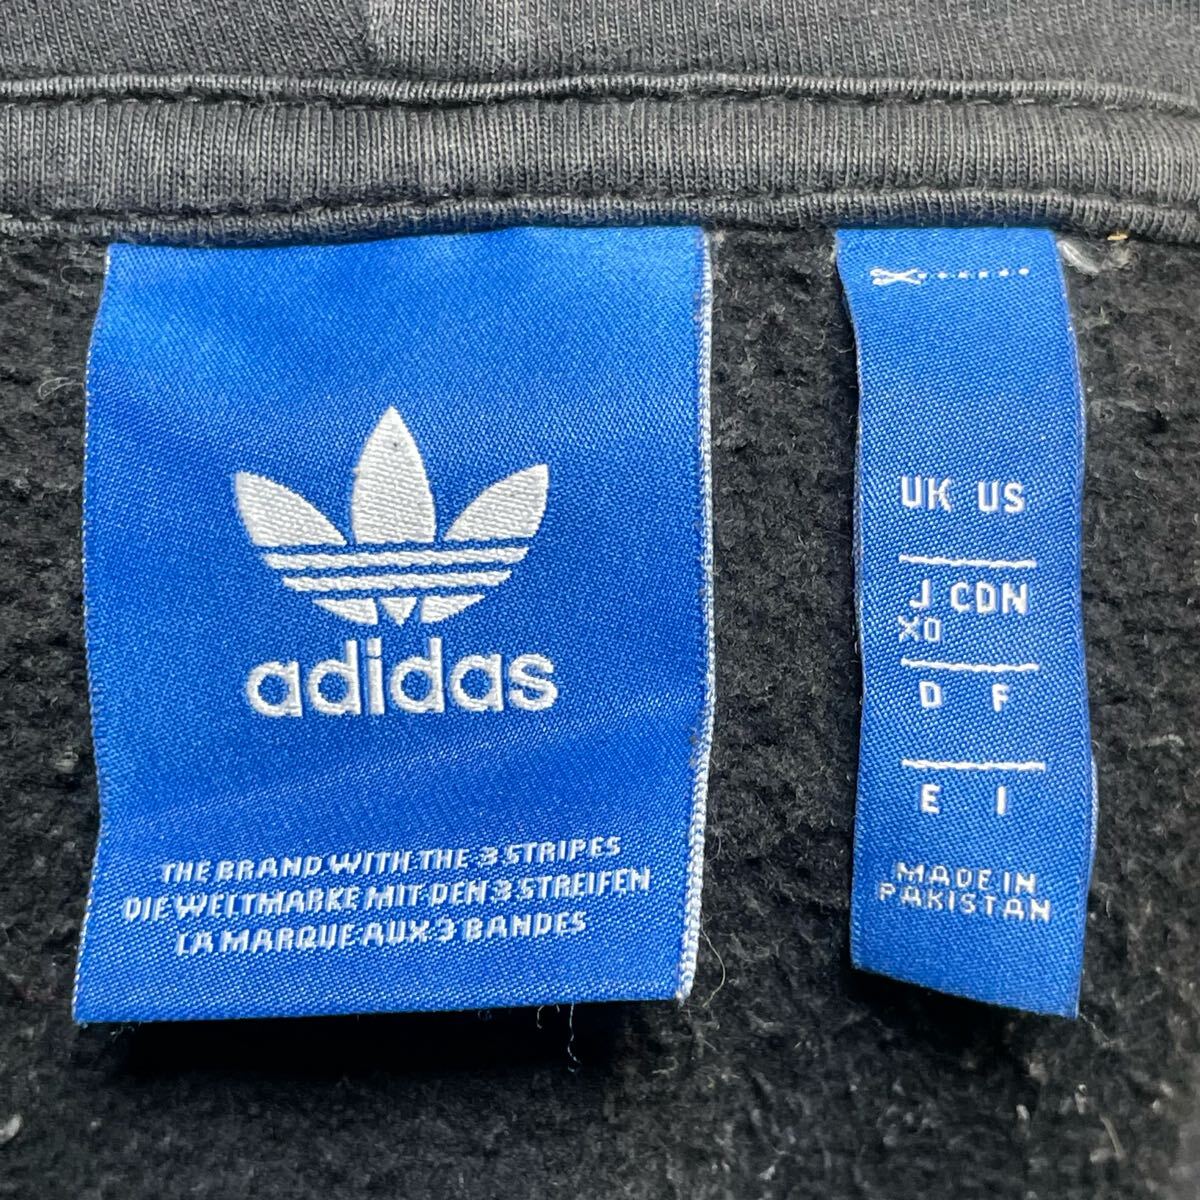 adidas
THE BRAND WITH THE 3 STRIPES
DIE WELTMARKE MIT DEN 3 STREIFEN
LA MARQUE AUX 3 BANDES
UK US
J CDN
XO
D F
E I
MADE IN
PAKISTAN